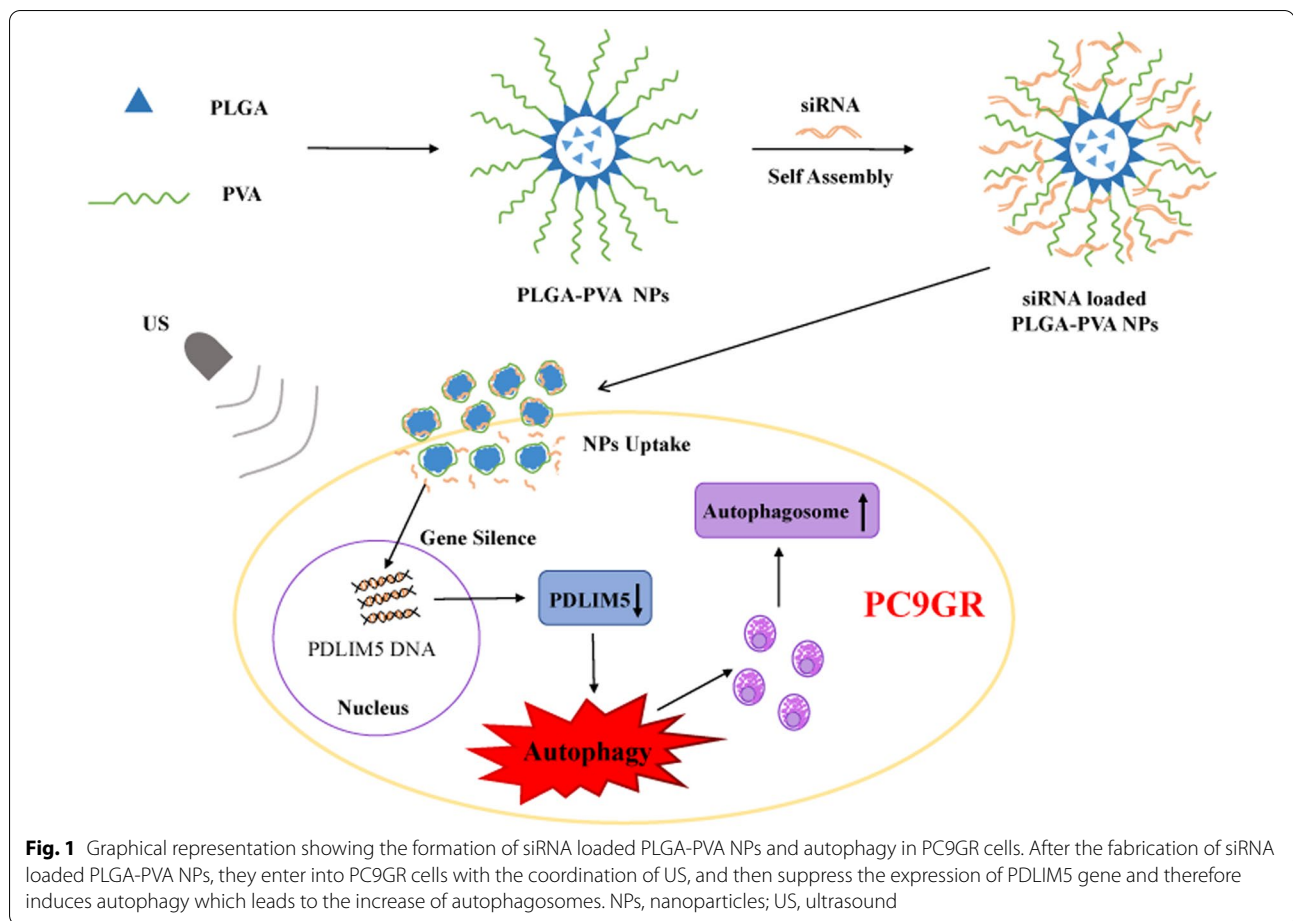 PLGA
PVA
PLGA-PVA NPs
siRNA
Self Assembly
siRNA loaded
PLGA-PVA NPs
US
NPs Uptake
Gene Silence
PDLIM5 DNA
Nucleus
PDLIM5
Autophagy
Autophagosome
PC9GR
Fig. 1 Graphical representation showing the formation of siRNA loaded PLGA-PVA NPs and autophagy in PC9GR cells. After the fabrication of siRNA
loaded PLGA-PVA NPs, they enter into PC9GR cells with the coordination of US, and then suppress the expression of PDLIM5 gene and therefore
induces autophagy which leads to the increase of autophagosomes. NPs, nanoparticles; US, ultrasound